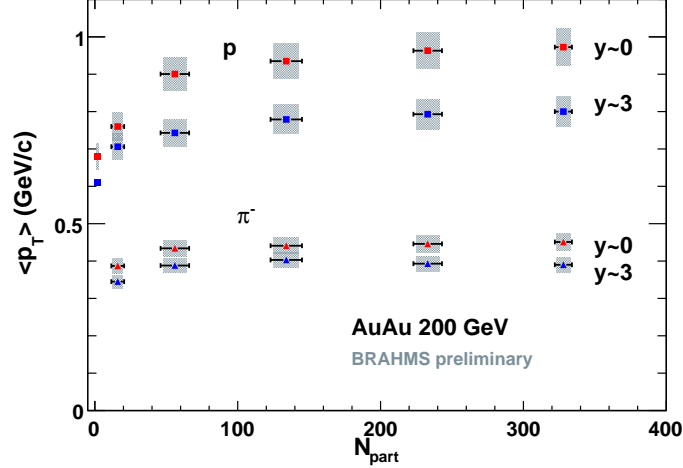 1
p
y~0
y~3
0.5
π-
y~0
y~3
<p_T> (GeV/c)
AuAu 200 GeV
BRAHMS preliminary
0
0 100 200 300 400
N_part